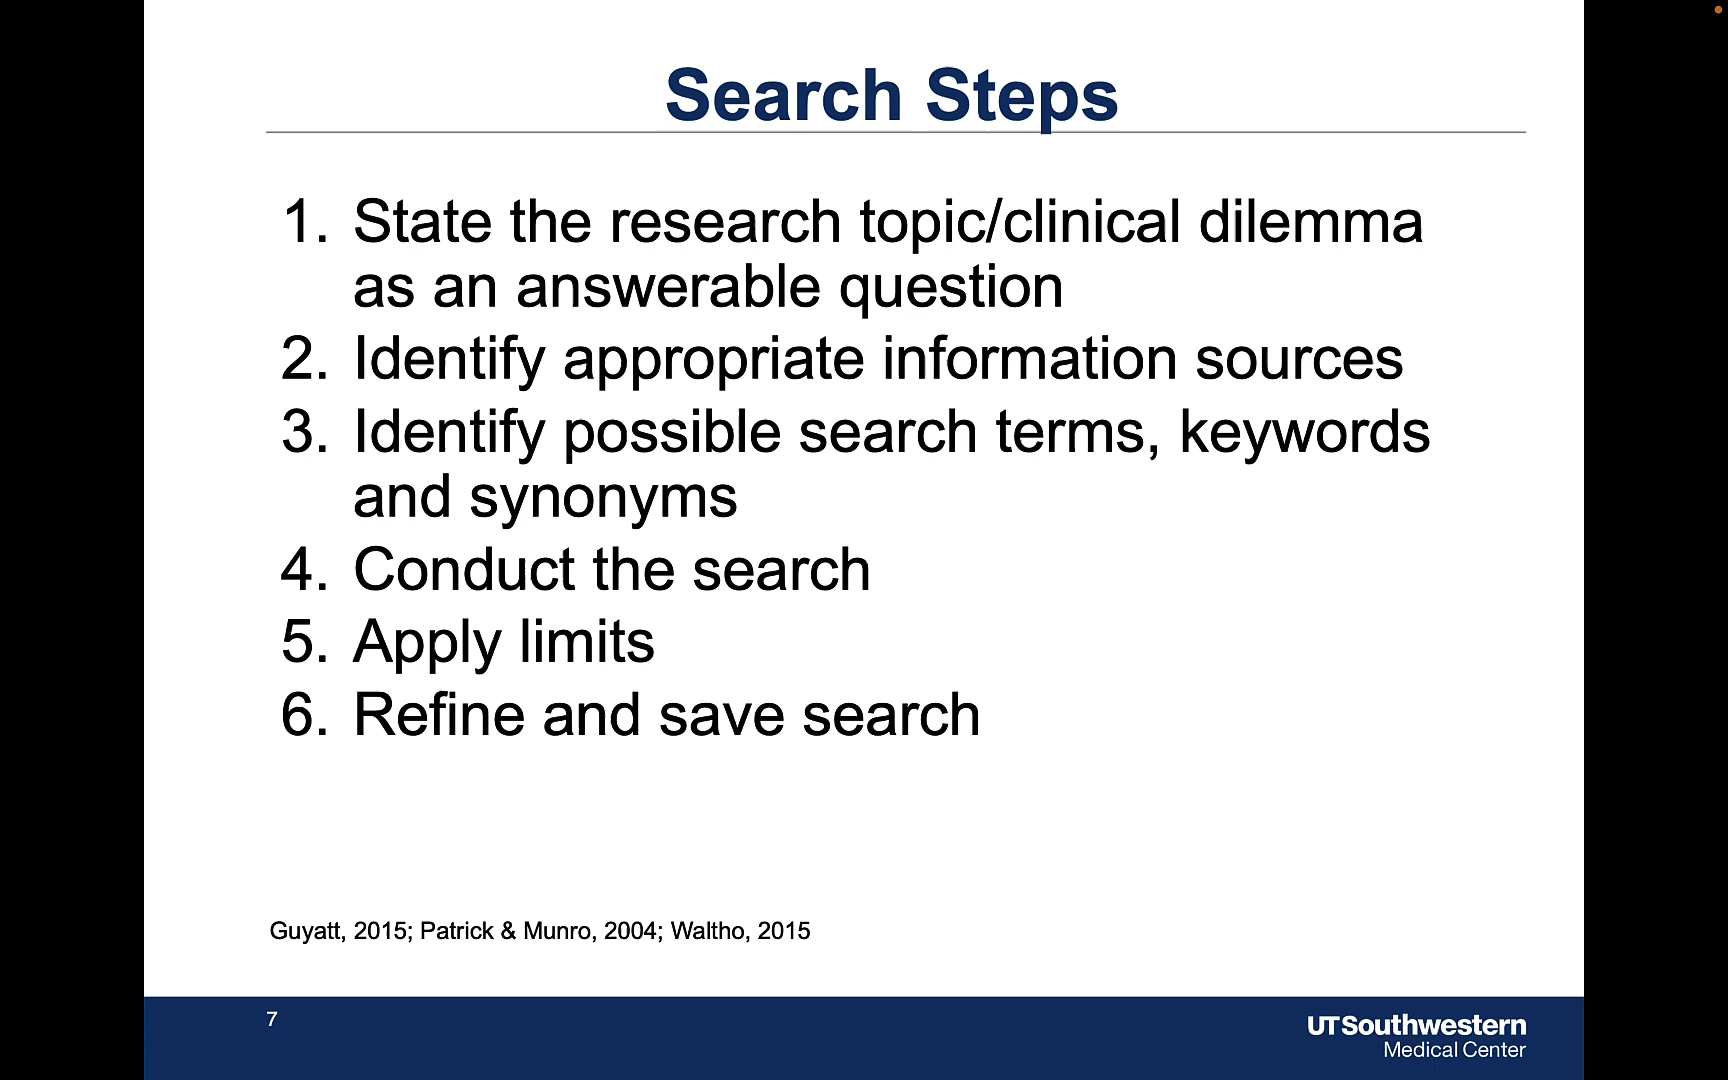 Search Steps
1. State the research topic/clinical dilemma
as an answerable question
2. Identify appropriate information sources
3. Identify possible search terms, keywords
and synonyms
4. Conduct the search
5. Apply limits
6. Refine and save search
Guyatt, 2015; Patrick & Munro, 2004; Waltho, 2015
7
UTSouthwestern
Medical Center